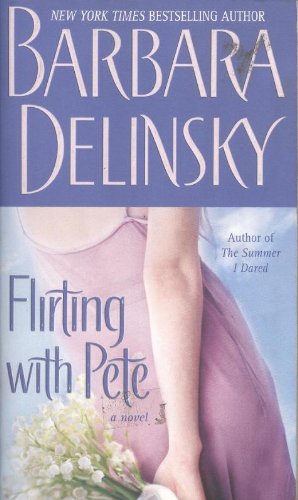 NEW YORK TIMES BESTSELLING AUTHOR
BARBARA
DELINSKY
Author of
The Summer
I Dared
Flirting
with Pete
a novel